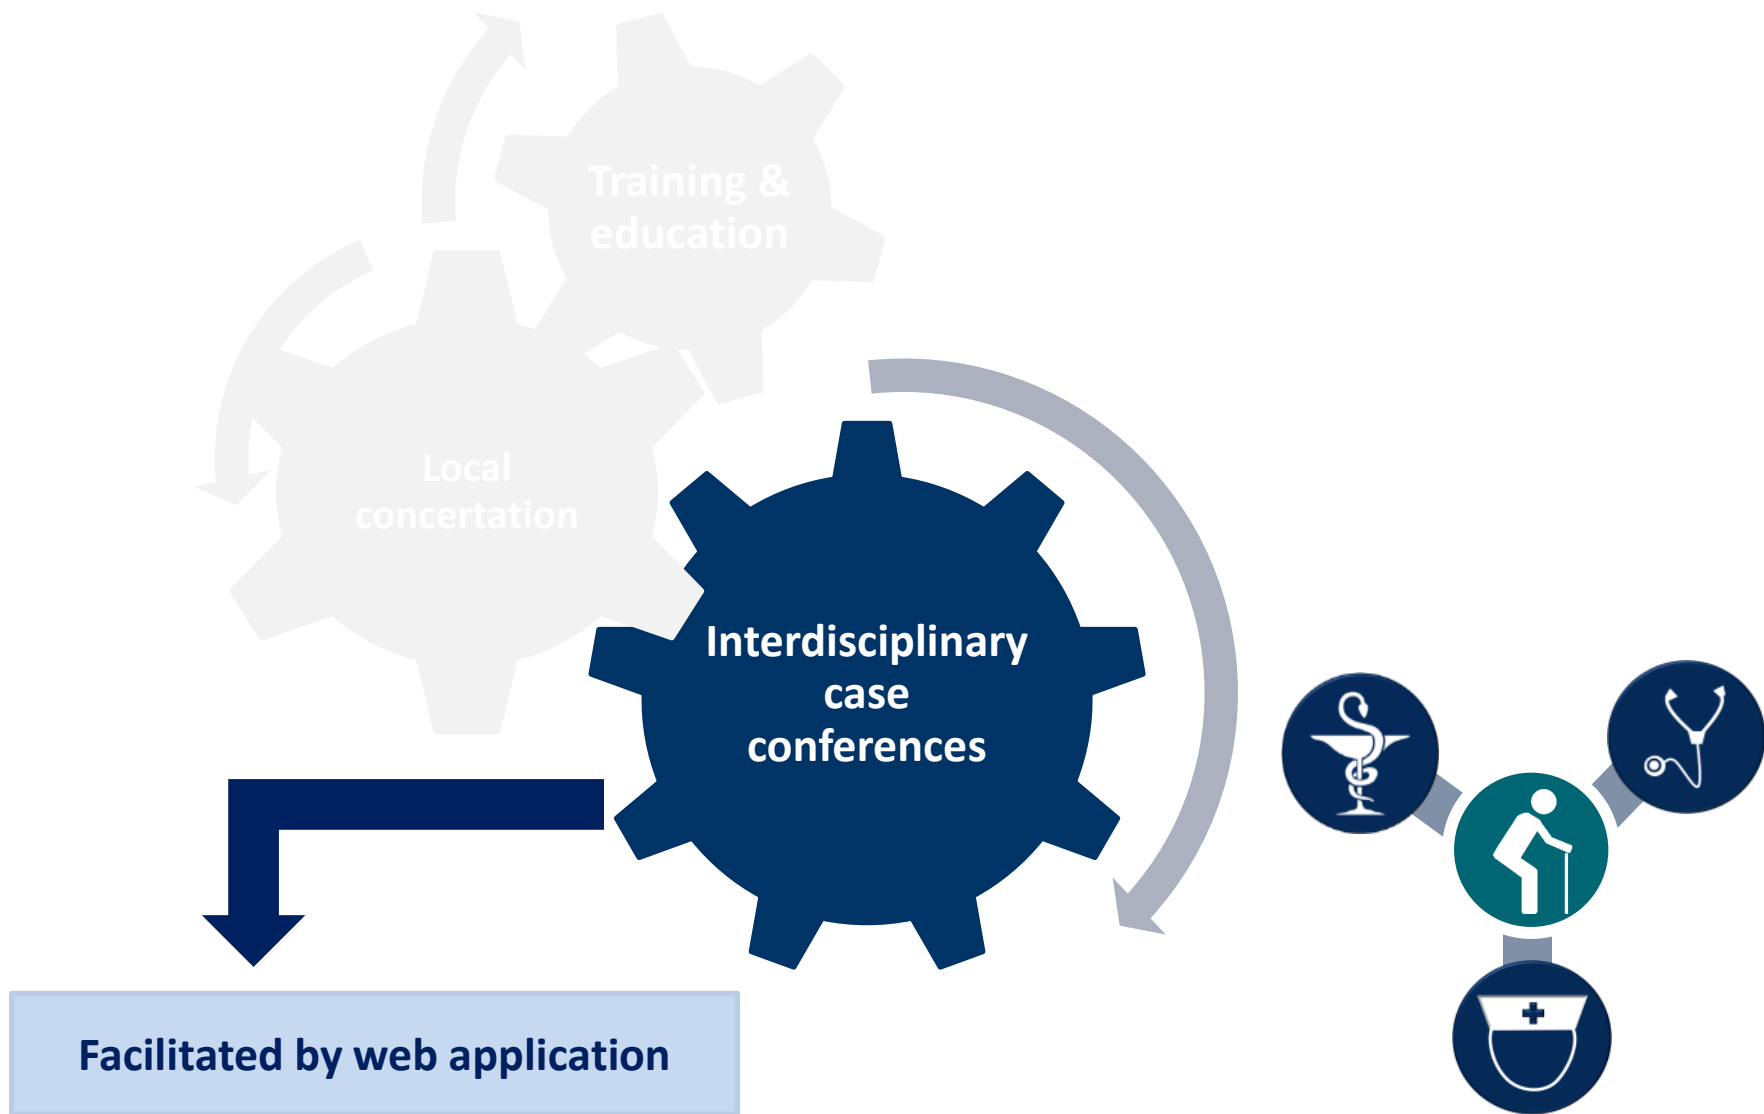 Training &
education
Local
concertation
Interdisciplinary
case
conferences
Facilitated by web application